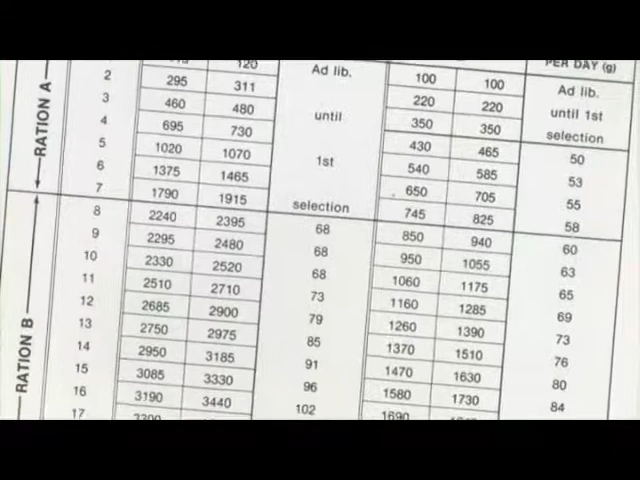 PER DAY (g)
120 Ad lib. 100 100 Ad lib.
RATION A
2 295 311 220 220 until 1st
3 460 480 until 350 350 selection
4 695 730 430 465 50
5 1020 1070 1st 540 585 53
6 1375 1465 650 705 55
7 1790 1915 selection 745 825 58
RATION B
8 2240 2395 68 850 940 60
9 2295 2480 68 950 1055 63
10 2330 2520 68 1060 1175 65
11 2510 2710 73 1160 1285 69
12 2685 2900 79 1260 1390 73
13 2750 2975 85 1370 1510 76
14 2950 3185 91 1470 1630 80
15 3085 3330 96 1580 1730 84
16 3190 3440 102 1690
17